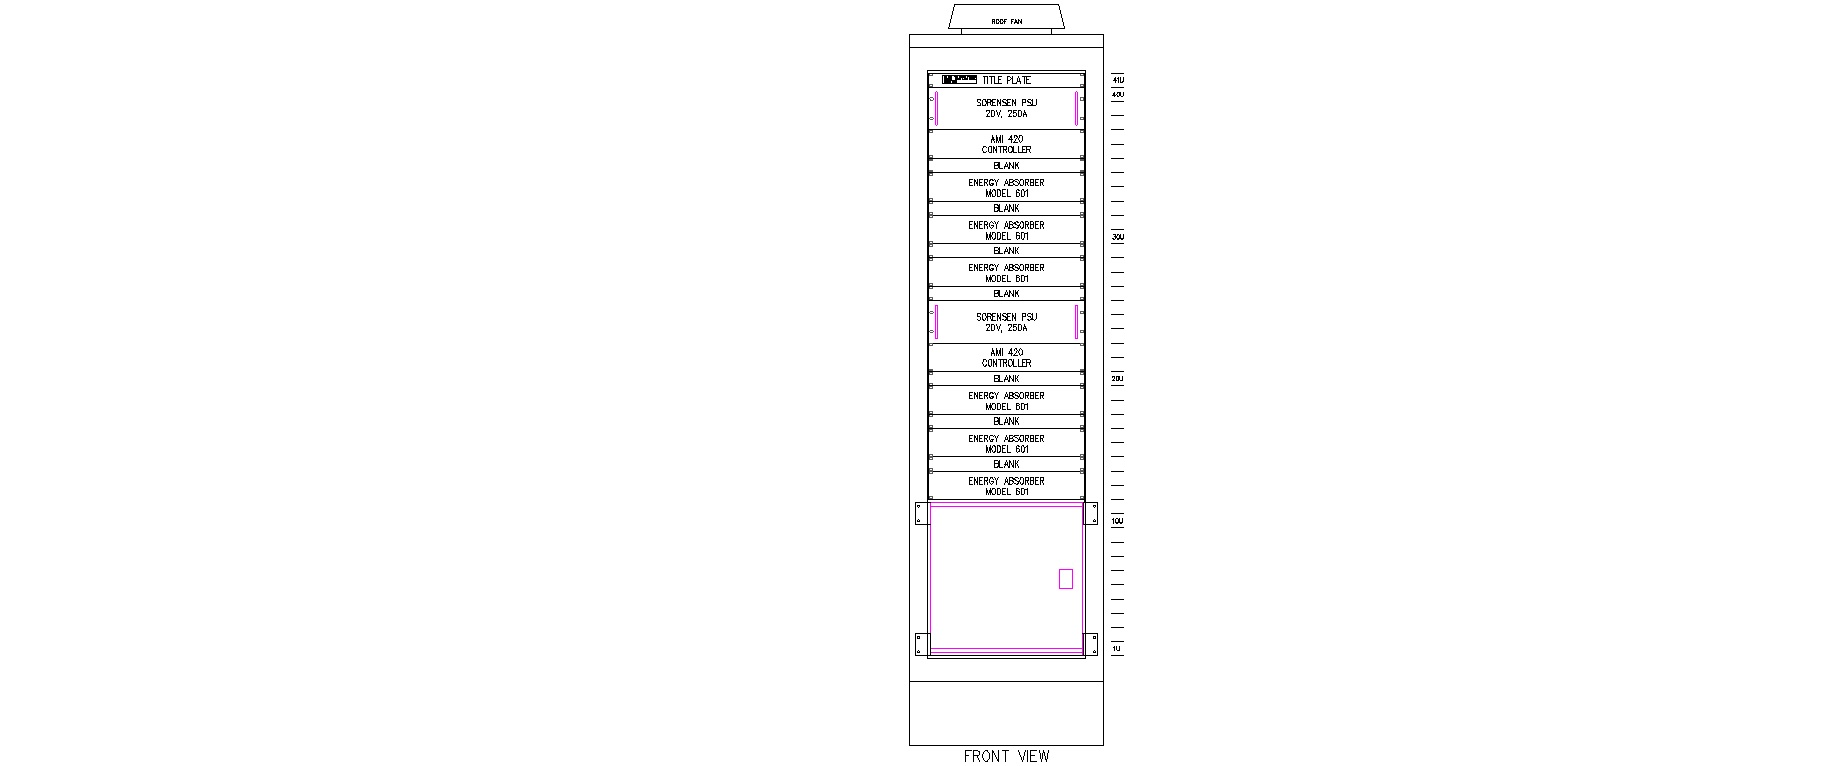 ROOF FAN
TITLE PLATE
41U
40U
SORENSEN PSU
20V, 250A
AMI 420
CONTROLLER
BLANK
ENERGY ABSORBER
MODEL 601
BLANK
ENERGY ABSORBER
MODEL 601
30U
BLANK
ENERGY ABSORBER
MODEL 601
BLANK
SORENSEN PSU
20V, 250A
AMI 420
CONTROLLER
BLANK
20U
ENERGY ABSORBER
MODEL 601
BLANK
ENERGY ABSORBER
MODEL 601
BLANK
ENERGY ABSORBER
MODEL 601
10U
1U
FRONT VIEW